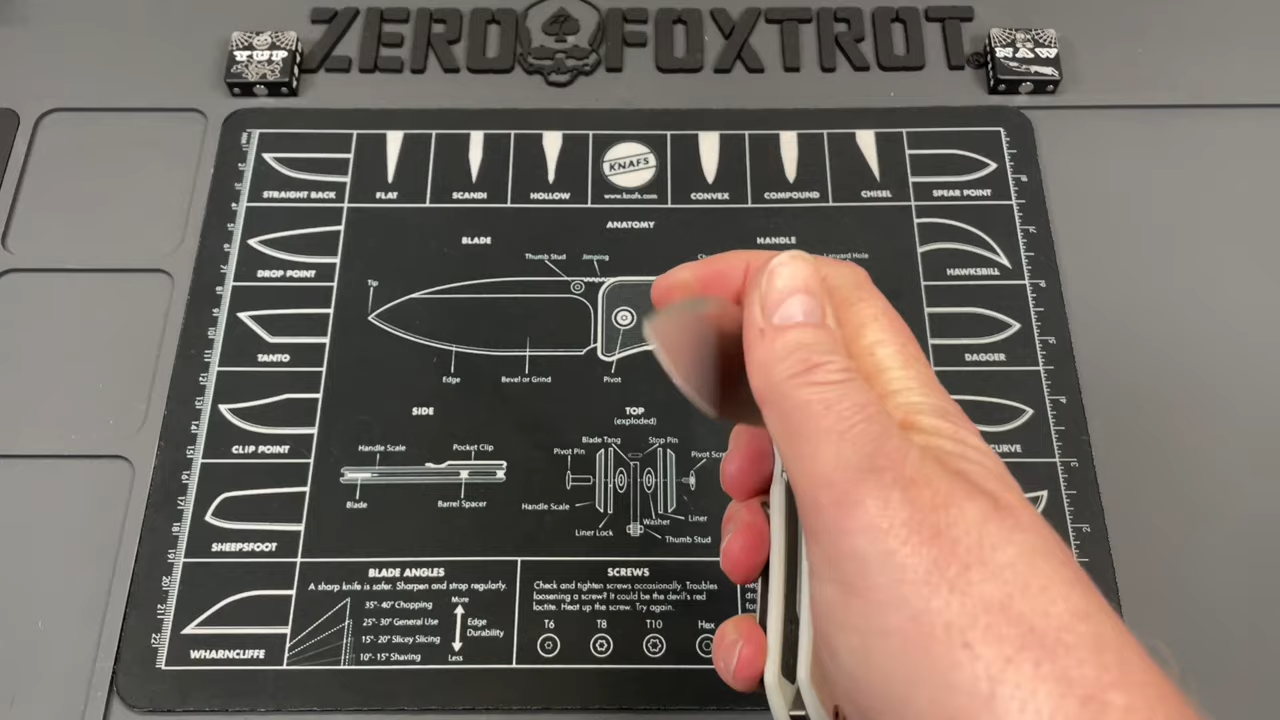 ZERO FOXTROT
YUP
NAW
STRAIGHT BACK
FLAT
SCANDI
HOLLOW
KNAFS
www.knafs.com
CONVEX
COMPOUND
CHISEL
SPEAR POINT
DROP POINT
TANTO
CLIP POINT
SHEEPSFOOT
WHARNCLIFFE
HAWKSBILL
DAGGER
CURVE
ANATOMY
BLADE
HANDLE
Thumb Stud
Jimping
Lanyard Hole
Tip
Edge
Bevel or Grind
Pivot
SIDE
Handle Scale
Pocket Clip
Blade
Barrel Spacer
TOP
(exploded)
Blade Tang
Stop Pin
Pivot Pin
Pivot
Handle Scale
Washer
Liner
Liner Lock
Thumb Stud
BLADE ANGLES
A sharp knife is safer. Sharpen and strop regularly.
35°- 40° Chopping
25°- 30° General Use
15°- 20° Slicey Slicing
10°- 15° Shaving
More
Edge
Durability
Less
SCREWS
Check and tighten screws occasionally. Troubles
loosening a screw? It could be the devil's red
loctite. Heat up the screw. Try again.
T6
T8
T10
Hex